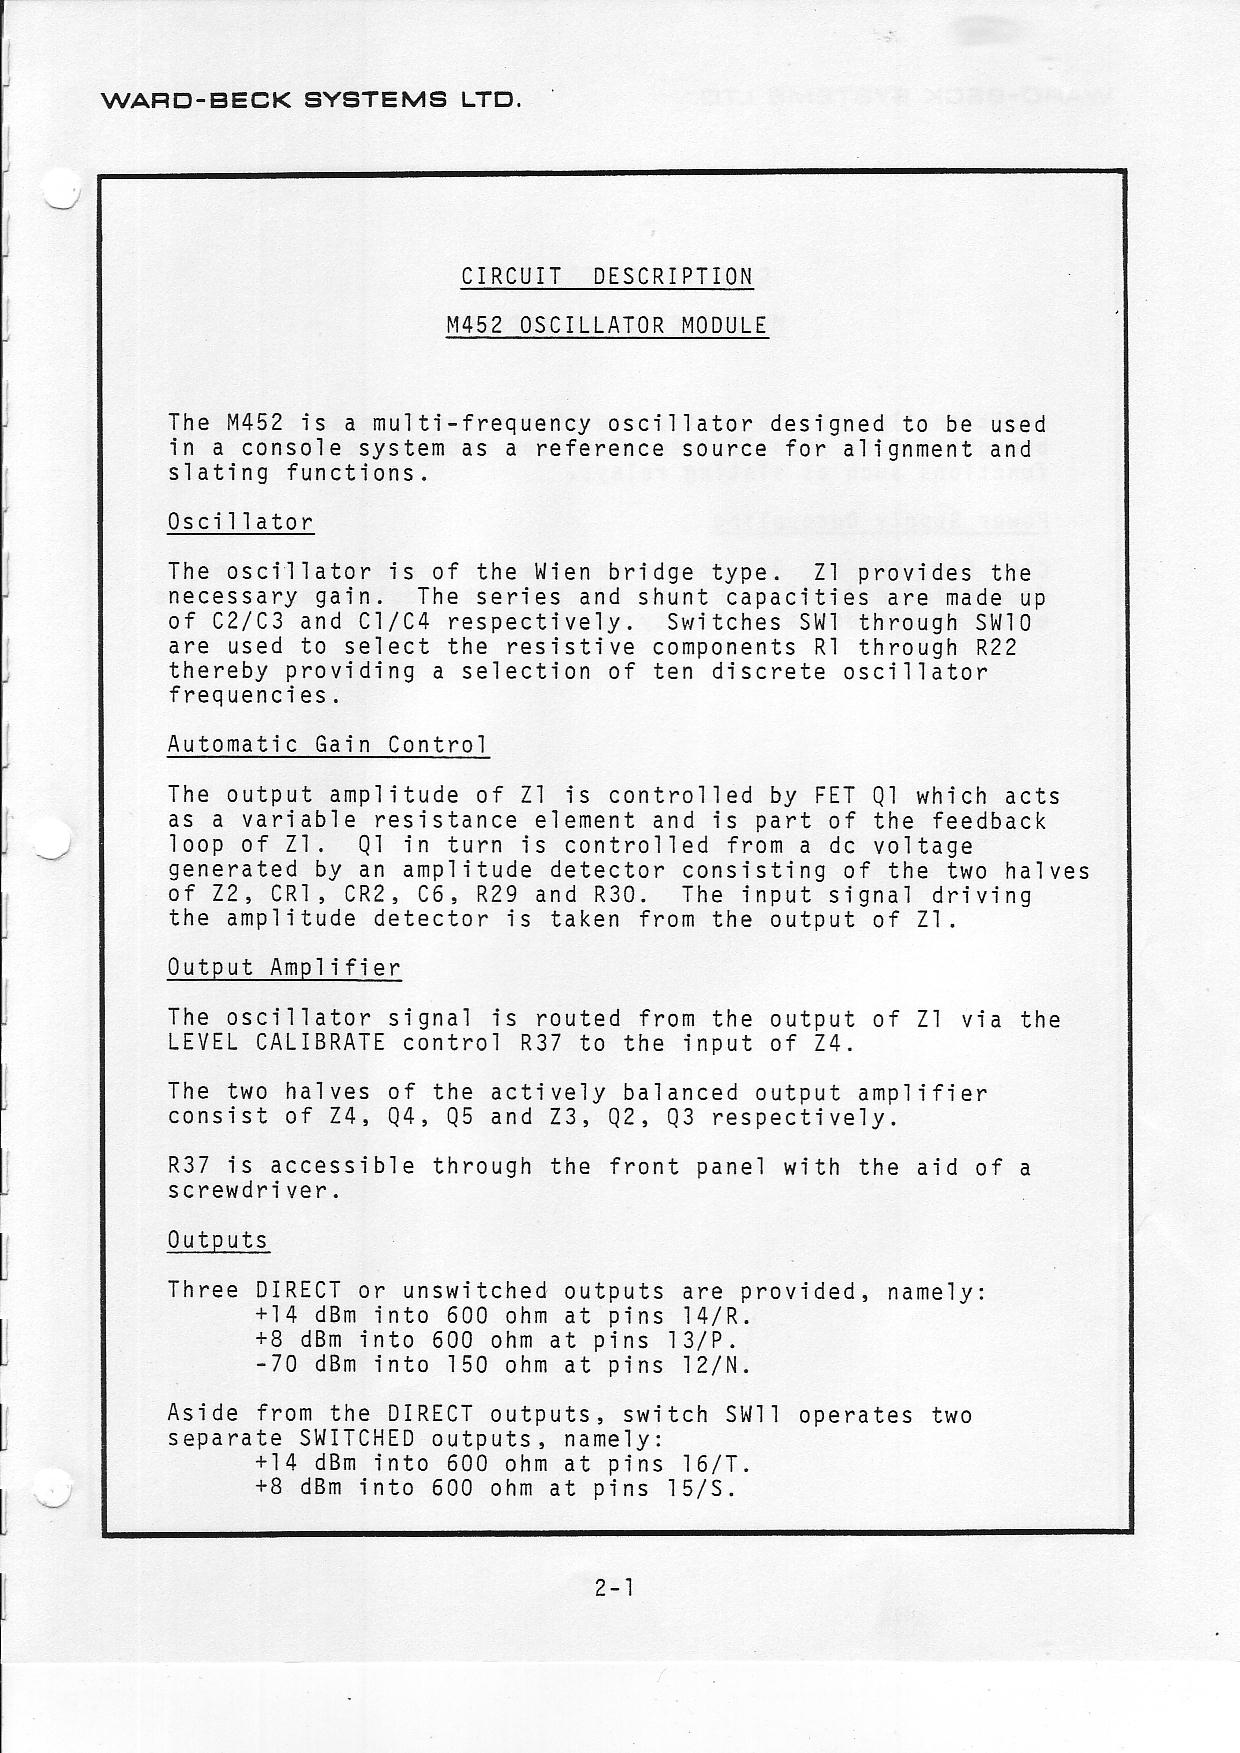 WARD-BECK SYSTEMS LTD.
CIRCUIT DESCRIPTION
M452 OSCILLATOR MODULE
The M452 is a multi-frequency oscillator designed to be used
in a console system as a reference source for alignment and
slating functions.
Oscillator
The oscillator is of the Wien bridge type. Z1 provides the
necessary gain. The series and shunt capacities are made up
of C2/C3 and C1/C4 respectively. Switches SW1 through SW10
are used to select the resistive components R1 through R22
thereby providing a selection of ten discrete oscillator
frequencies.
Automatic Gain Control
The output amplitude of Z1 is controlled by FET Q1 which acts
as a variable resistance element and is part of the feedback
loop of Z1. Q1 in turn is controlled from a dc voltage
generated by an amplitude detector consisting of the two halves
of Z2, CR1, CR2, C6, R29 and R30. The input signal driving
the amplitude detector is taken from the output of Z1.
Output Amplifier
The oscillator signal is routed from the output of Z1 via the
LEVEL CALIBRATE control R37 to the input of Z4.
The two halves of the actively balanced output amplifier
consist of Z4, Q4, Q5 and Z3, Q2, Q3 respectively.
R37 is accessible through the front panel with the aid of a
screwdriver.
Outputs
Three DIRECT or unswitched outputs are provided, namely:
+14 dBm into 600 ohm at pins 14/R.
+8 dBm into 600 ohm at pins 13/P.
-70 dBm into 150 ohm at pins 12/N.
Aside from the DIRECT outputs, switch SW11 operates two
separate SWITCHED outputs, namely:
+14 dBm into 600 ohm at pins 16/T.
+8 dBm into 600 ohm at pins 15/S.
2-1